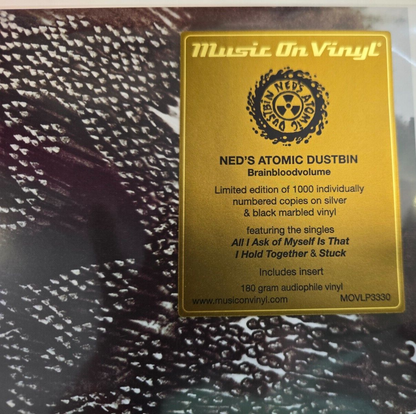 Music On Vinyl®
NED'S ATOMIC DUSTBIN
NED'S ATOMIC DUSTBIN
Brainbloodvolume
Limited edition of 1000 individually
numbered copies on silver
& black marbled vinyl
featuring the singles
All I Ask of Myself Is That
I Hold Together & Stuck
Includes insert
180 gram audiophile vinyl
www.musiconvinyl.com MOVLP3330